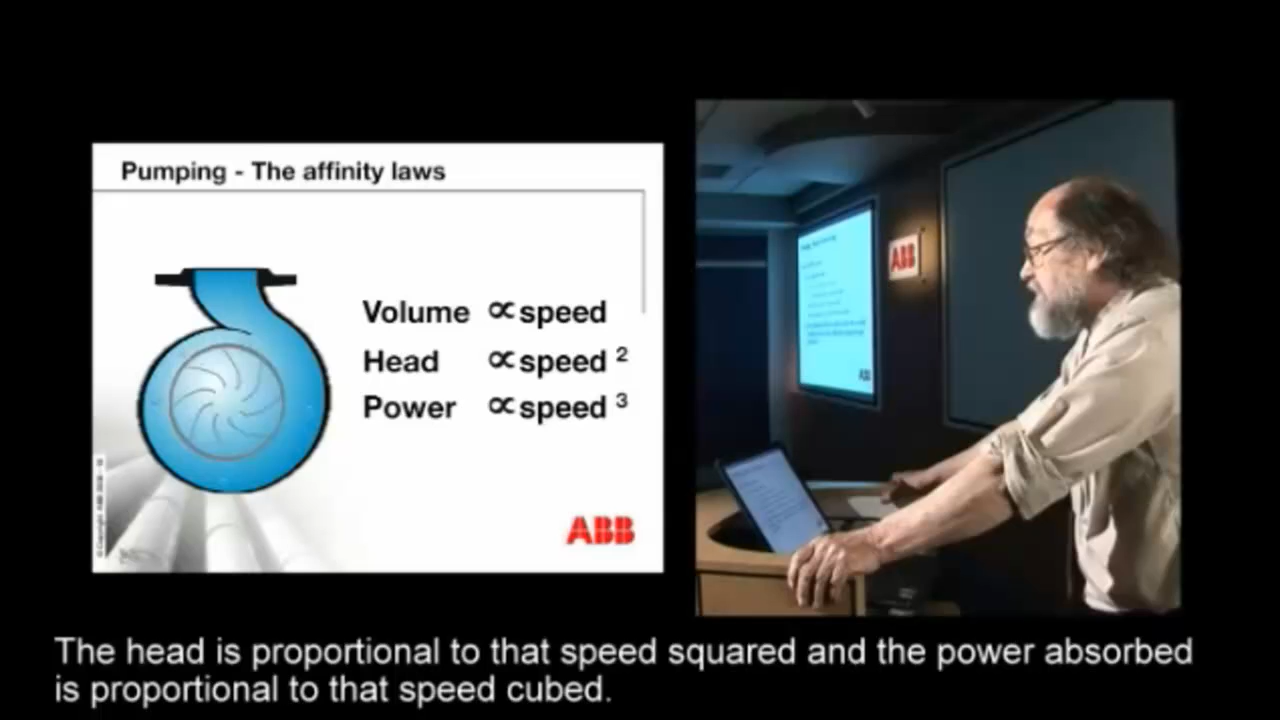 Pumping - The affinity laws
Volume ∝ speed
Head ∝ speed ²
Power ∝ speed ³
ABB
ABB
ABB
The head is proportional to that speed squared and the power absorbed
is proportional to that speed cubed.